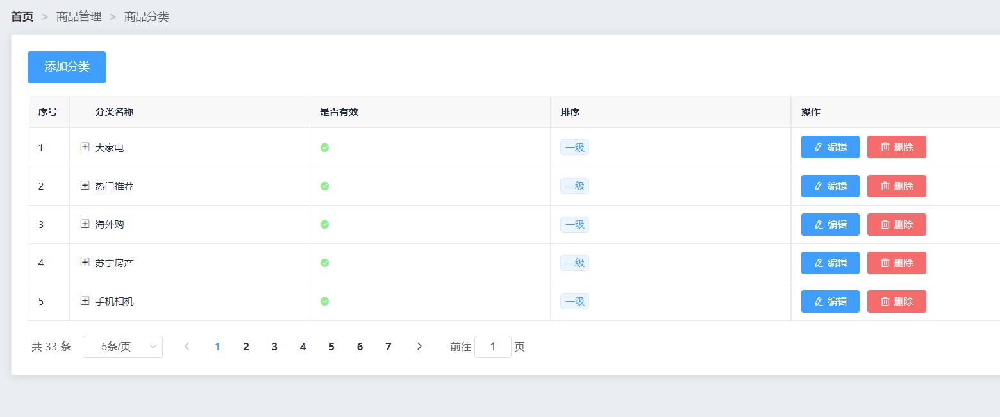 首页 > 商品管理 > 商品分类
添加分类
序号 分类名称 是否有效 排序 操作
1 大家电 一级 编辑 删除
2 热门推荐 一级 编辑 删除
3 海外购 一级 编辑 删除
4 苏宁房产 一级 编辑 删除
5 手机相机 一级 编辑 删除
共 33 条 5条/页 < 1 2 3 4 5 6 7 > 前往 1 页